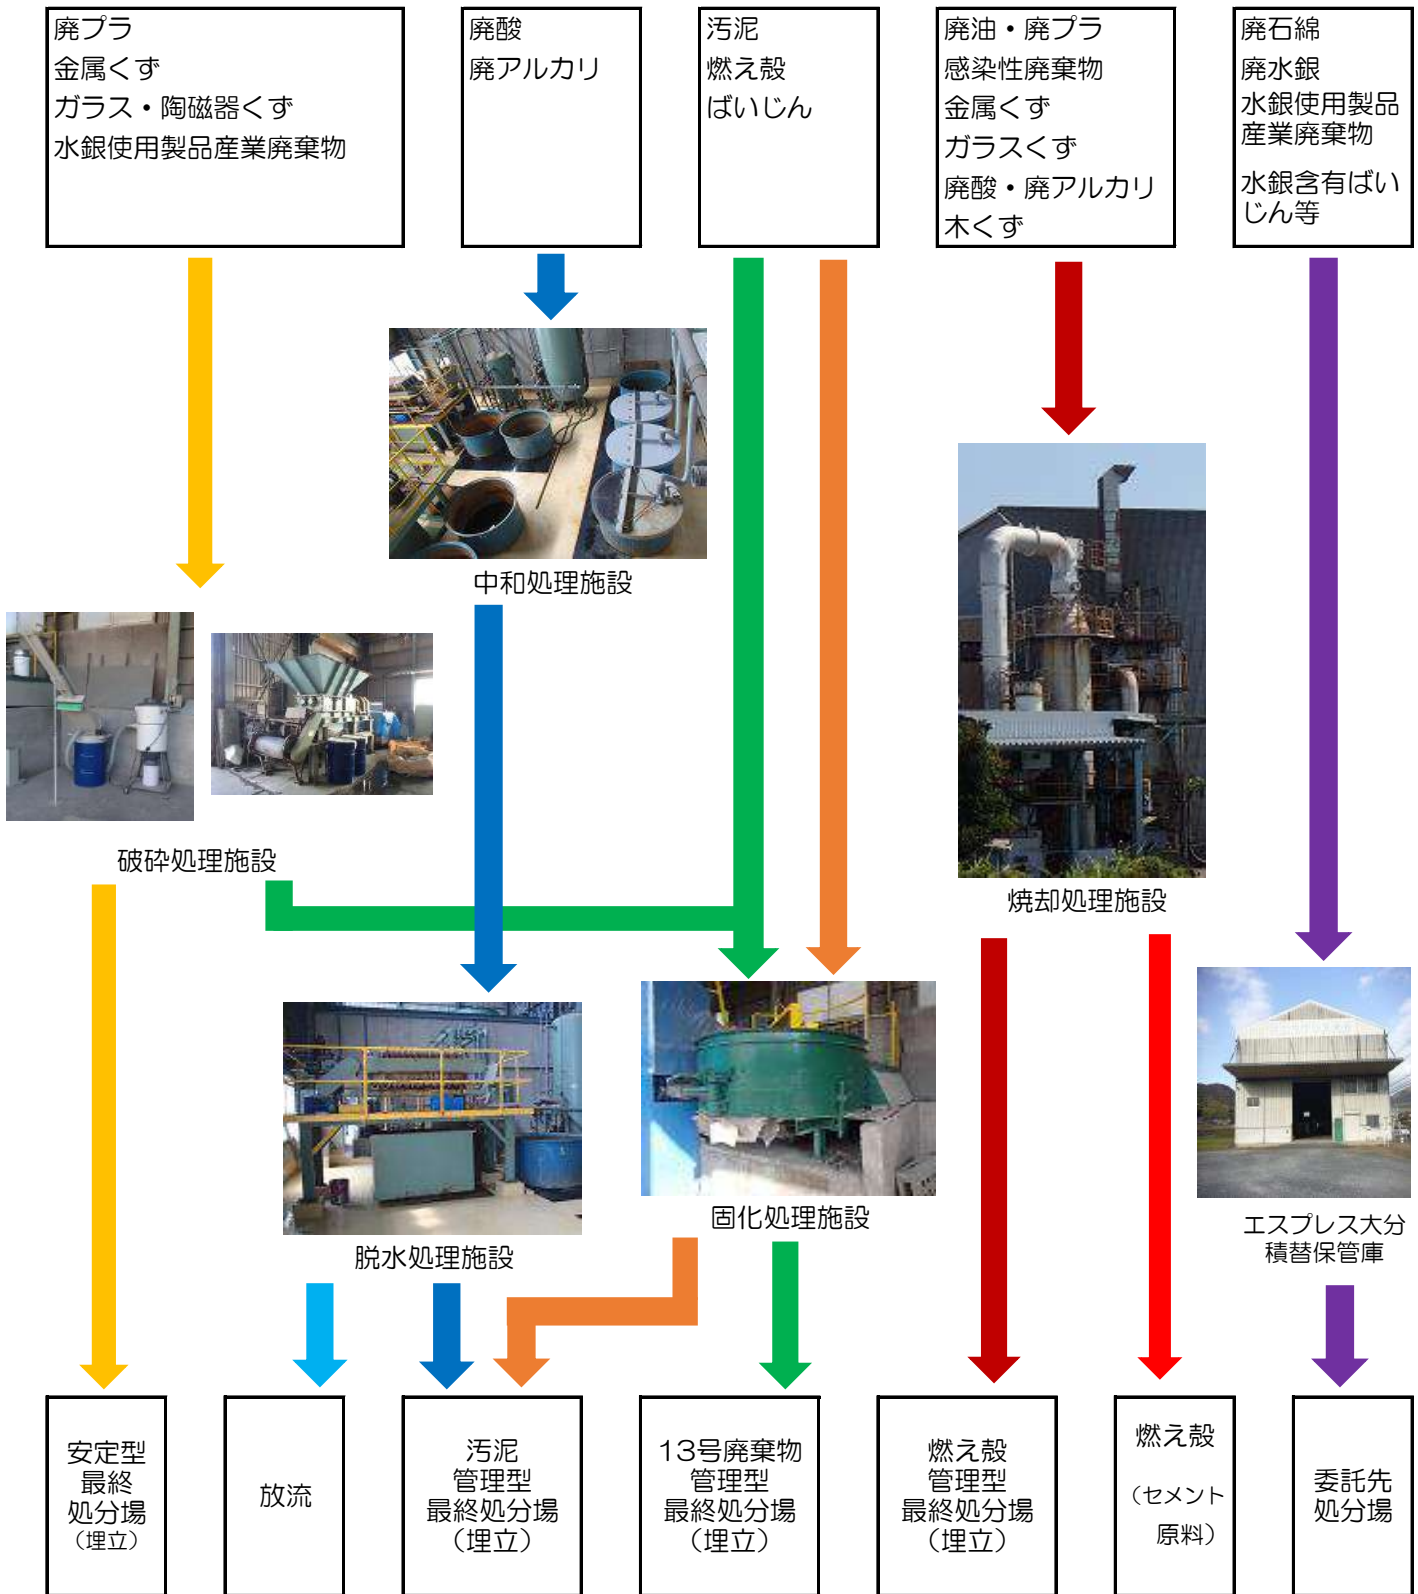 廃プラ
金属くず
ガラス・陶磁器くず
水銀使用製品産業廃棄物
廃酸
廃アルカリ
汚泥
燃え殻
ばいじん
廃油・廃プラ
感染性廃棄物
金属くず
ガラスくず
廃酸・廃アルカリ
木くず
廃石綿
廃水銀
水銀使用製品
産業廃棄物
水銀含有ばい
じん等
中和処理施設
破砕処理施設
焼却処理施設
脱水処理施設
固化処理施設
エスプレス大分
積替保管庫
安定型
最終
処分場
（埋立）
放流
汚泥
管理型
最終処分場
（埋立）
13号廃棄物
管理型
最終処分場
（埋立）
燃え殻
管理型
最終処分場
（埋立）
燃え殻
（セメント
原料）
委託先
処分場